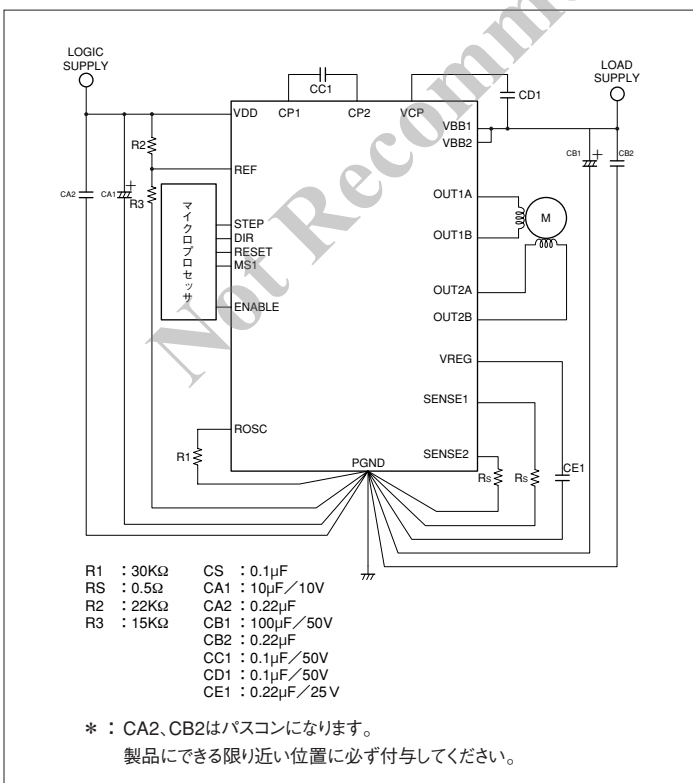 LOGIC
SUPPLY
LOAD
SUPPLY
CC1
CD1
VDD
CP1
CP2
VCP
VBB1
VBB2
R2
CB1
+
CB2
REF
CA2
CA1
+
R3
マイクロプロセッサ
STEP
DIR
RESET
MS1
ENABLE
OUT1A
OUT1B
M
OUT2A
OUT2B
VREG
SENSE1
ROSC
R1
PGND
SENSE2
RS
RS
CE1
R1 : 30KΩ CS : 0.1μF
RS : 0.5Ω CA1 : 10μF／10V
R2 : 22KΩ CA2 : 0.22μF
R3 : 15KΩ CB1 : 100μF／50V
CB2 : 0.22μF
CC1 : 0.1μF／50V
CD1 : 0.1μF／50V
CE1 : 0.22μF／25V
＊：CA2、CB2はパスコンになります。
製品にできる限り近い位置に必ず付与してください。
Not Recomm